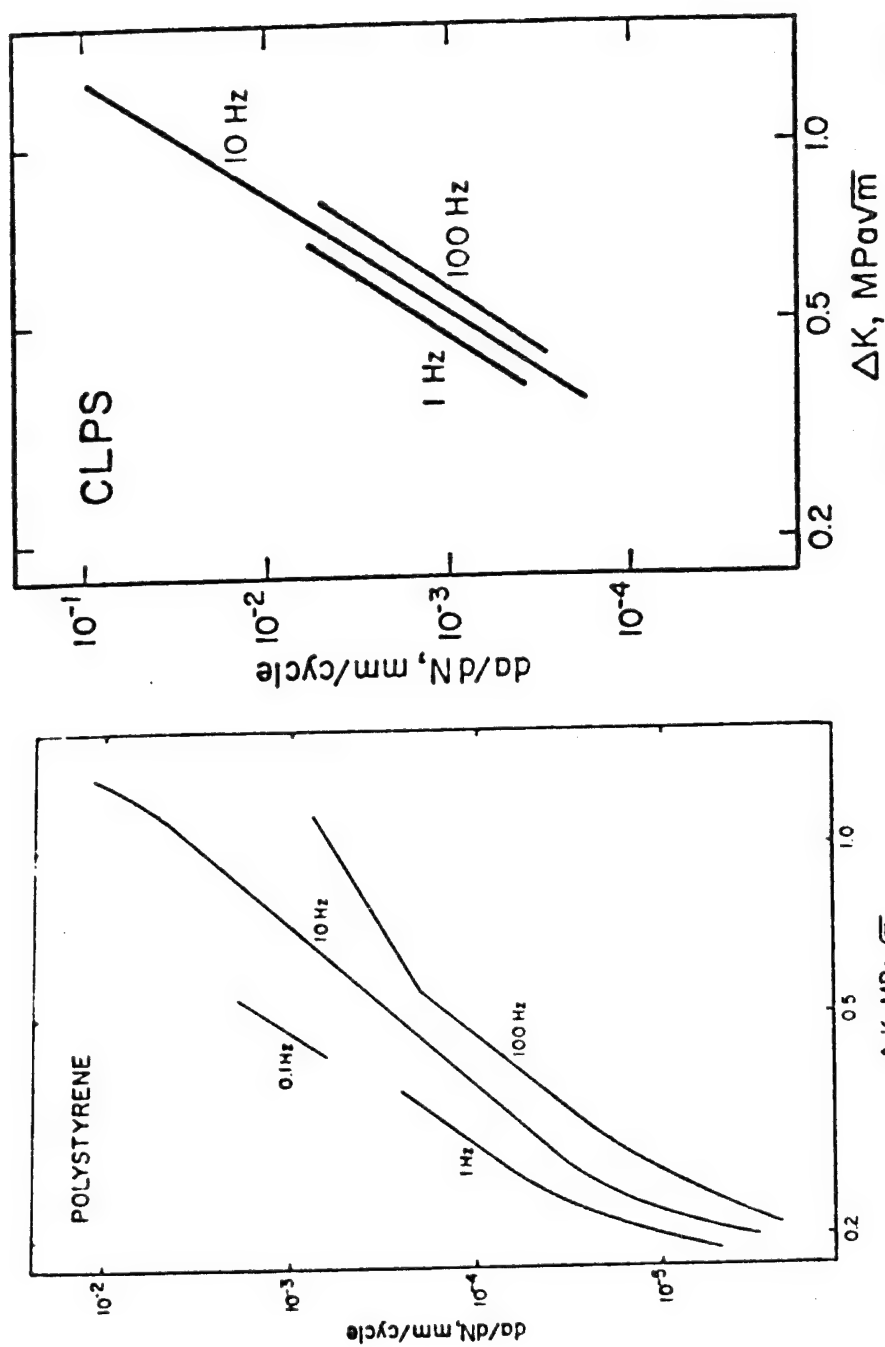 POLYSTYRENE
10⁻²
10⁻³
10⁻⁴
10⁻⁵
da/dN, mm/cycle
0.1 Hz
1 Hz
10 Hz
100 Hz
0.2
0.5
1.0
CLPS
10⁻¹
10⁻²
10⁻³
10⁻⁴
da/dN, mm/cycle
10 Hz
1 Hz
100 Hz
0.2
0.5
1.0
ΔK, MPa√m